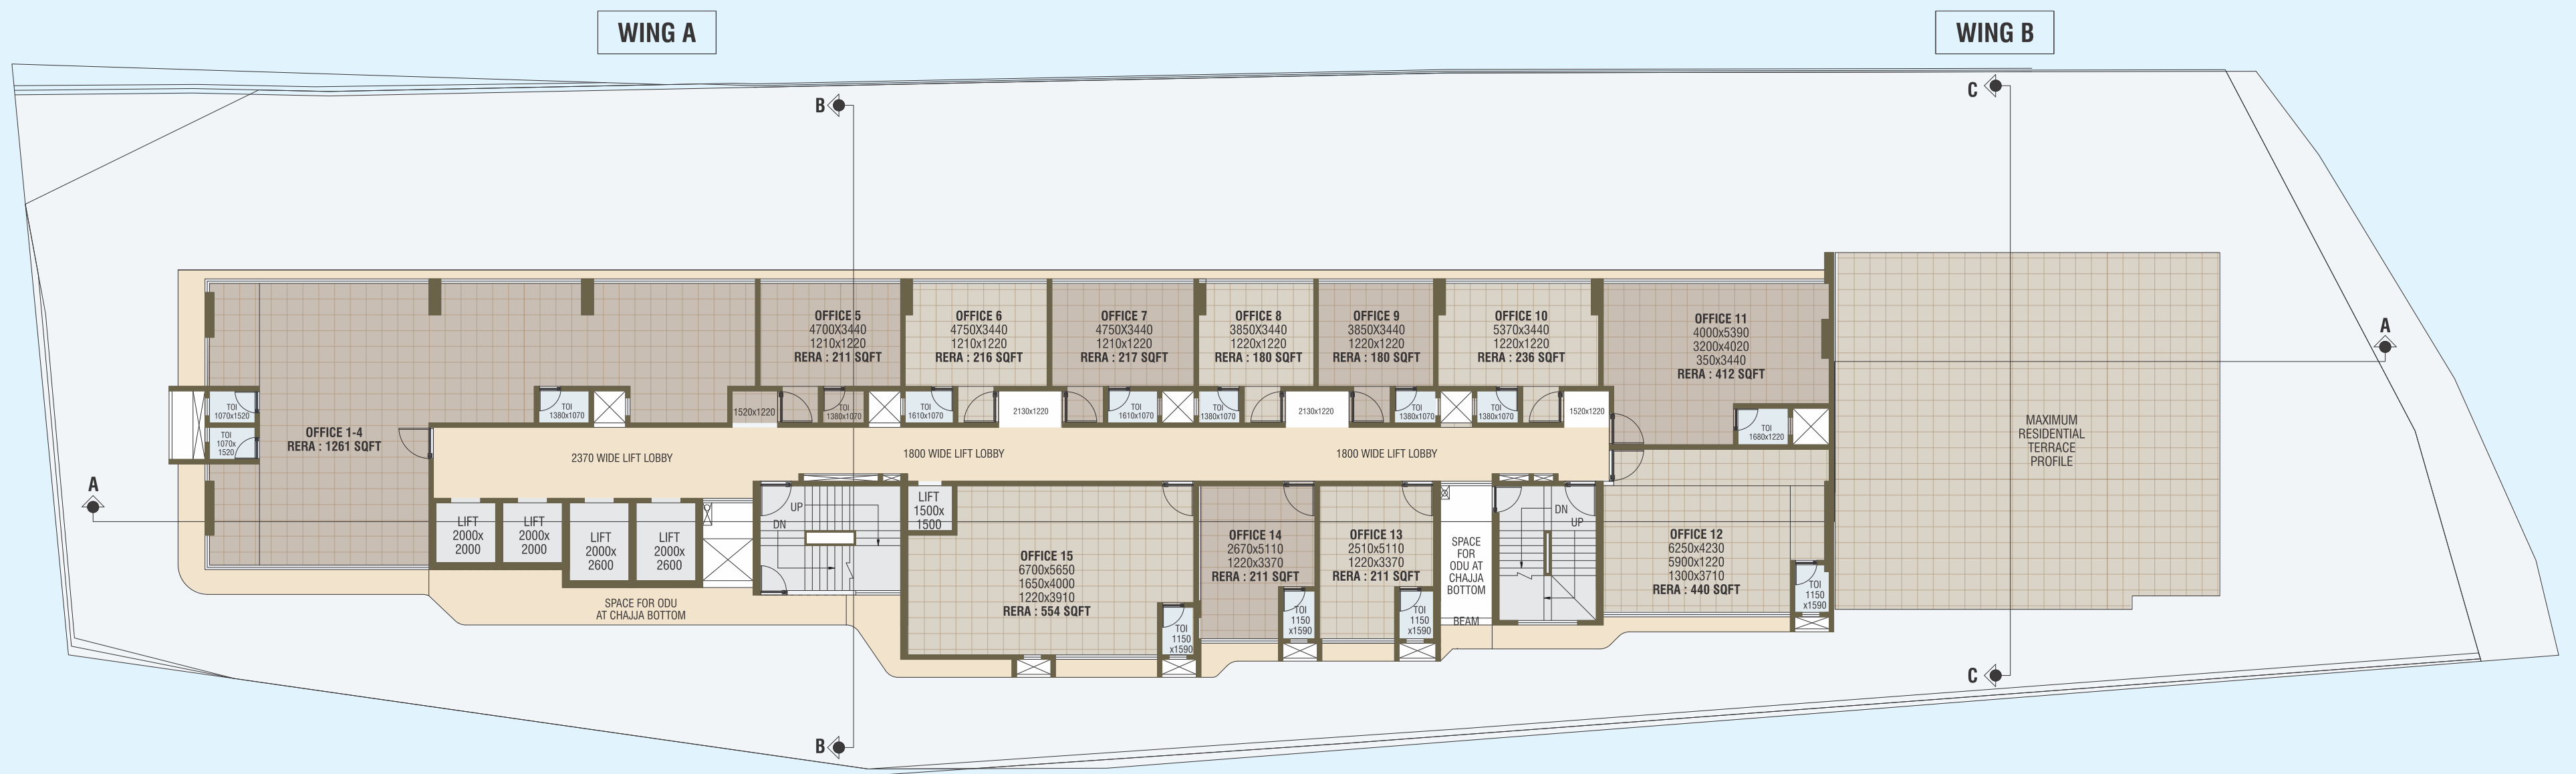 WING A
WING B
B
C
OFFICE 5
4700X3440
1210x1220
RERA : 211 SQFT
OFFICE 6
4750X3440
1210x1220
RERA : 216 SQFT
OFFICE 7
4750X3440
1210x1220
RERA : 217 SQFT
OFFICE 8
3850X3440
1220x1220
RERA : 180 SQFT
OFFICE 9
3850X3440
1220x1220
RERA : 180 SQFT
OFFICE 10
5370x3440
1220x1220
RERA : 236 SQFT
OFFICE 11
4000x5390
3200x4020
350x3440
RERA : 412 SQFT
A
TOI
1070x1520
TOI
1070x
1520
OFFICE 1-4
RERA : 1261 SQFT
TOI
1380x1070
1520x1220
TOI
1380x1070
TOI
1610x1070
2130x1220
TOI
1610x1070
TOI
1380x1070
2130x1220
TOI
1380x1070
TOI
1380x1070
1520x1220
TOI
1680x1220
MAXIMUM
RESIDENTIAL
TERRACE
PROFILE
2370 WIDE LIFT LOBBY
1800 WIDE LIFT LOBBY
1800 WIDE LIFT LOBBY
A
LIFT
2000x
2000
LIFT
2000x
2000
LIFT
2000x
2600
LIFT
2000x
2600
UP
DN
LIFT
1500x
1500
OFFICE 15
6700x5650
1650x4000
1220x3910
RERA : 554 SQFT
TOI
1150
x1590
OFFICE 14
2670x5110
1220x3370
RERA : 211 SQFT
TOI
1150
x1590
OFFICE 13
2510x5110
1220x3370
RERA : 211 SQFT
TOI
1150
x1590
SPACE
FOR
ODU AT
CHAJJA
BOTTOM
BEAM
DN
UP
OFFICE 12
6250x4230
5900x1220
1300x3710
RERA : 440 SQFT
TOI
1150
x1590
SPACE FOR ODU
AT CHAJJA BOTTOM
C
B